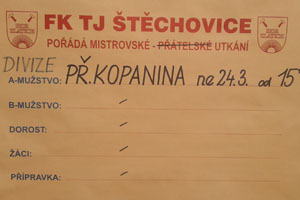 FK TJ ŠTĚCHOVICE
POŘÁDÁ MISTROVSKÉ - PŘÁTELSKÉ UTKÁNÍ
DIVIZE
A-MUŽSTVO: PŘ. KOPANINA ne 24.3. od 15
B-MUŽSTVO: -
DOROST: -
ŽÁCI: -
PŘÍPRAVKA: -